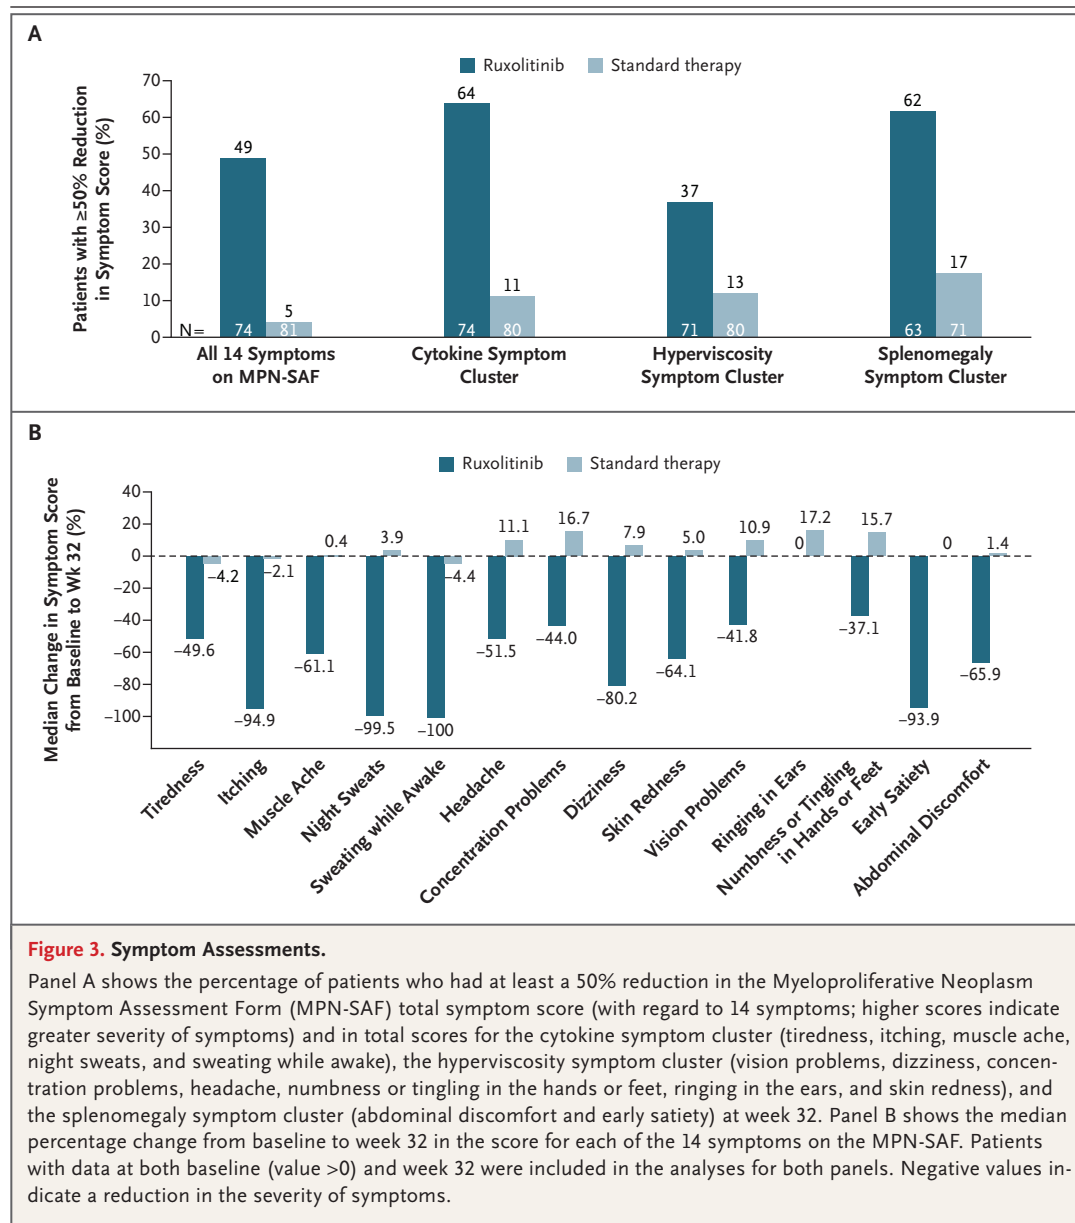 A
Ruxolitinib Standard therapy
Patients with ≥50% Reduction
in Symptom Score (%)
70
60
50
40
30
20
10
0
49
5
64
11
37
13
62
17
N=
74 81
74 80
71 80
63 71
All 14 Symptoms
on MPN-SAF
Cytokine Symptom
Cluster
Hyperviscosity
Symptom Cluster
Splenomegaly
Symptom Cluster
B
Ruxolitinib Standard therapy
Median Change in Symptom Score
from Baseline to Wk 32 (%)
40
20
0
−20
−40
−60
−80
−100
−49.6
−4.2
−94.9
−2.1
−61.1
0.4
−99.5
3.9
−100
−4.4
−51.5
11.1
−44.0
16.7
−80.2
7.9
−64.1
5.0
−41.8
10.9
0
17.2
−37.1
15.7
−93.9
0
−65.9
1.4
Tiredness
Itching
Muscle Ache
Night Sweats
Sweating while Awake
Headache
Concentration Problems
Dizziness
Skin Redness
Vision Problems
Ringing in Ears
Numbness or Tingling
in Hands or Feet
Early Satiety
Abdominal Discomfort
Figure 3. Symptom Assessments.
Panel A shows the percentage of patients who had at least a 50% reduction in the Myeloproliferative Neoplasm
Symptom Assessment Form (MPN-SAF) total symptom score (with regard to 14 symptoms; higher scores indicate
greater severity of symptoms) and in total scores for the cytokine symptom cluster (tiredness, itching, muscle ache,
night sweats, and sweating while awake), the hyperviscosity symptom cluster (vision problems, dizziness, concen-
tration problems, headache, numbness or tingling in the hands or feet, ringing in the ears, and skin redness), and
the splenomegaly symptom cluster (abdominal discomfort and early satiety) at week 32. Panel B shows the median
percentage change from baseline to week 32 in the score for each of the 14 symptoms on the MPN-SAF. Patients
with data at both baseline (value >0) and week 32 were included in the analyses for both panels. Negative values in-
dicate a reduction in the severity of symptoms.